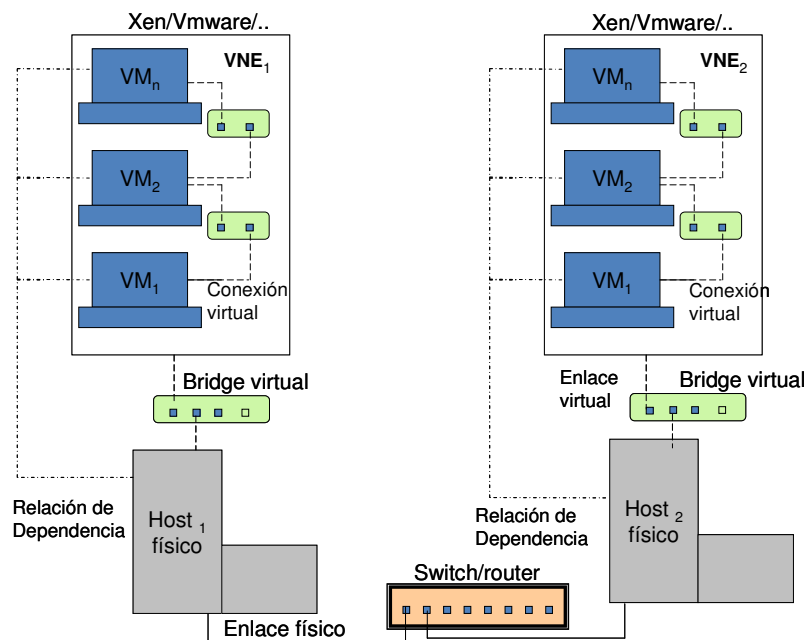 Xen/Vmware/..
VNE1
VMn
VM2
VM1
Conexión
virtual
Bridge virtual
Relación de
Dependencia
Host 1
físico
Enlace físico
Xen/Vmware/..
VNE2
VMn
VM2
VM1
Conexión
virtual
Enlace
virtual
Bridge virtual
Relación de
Dependencia
Host 2
físico
Switch/router